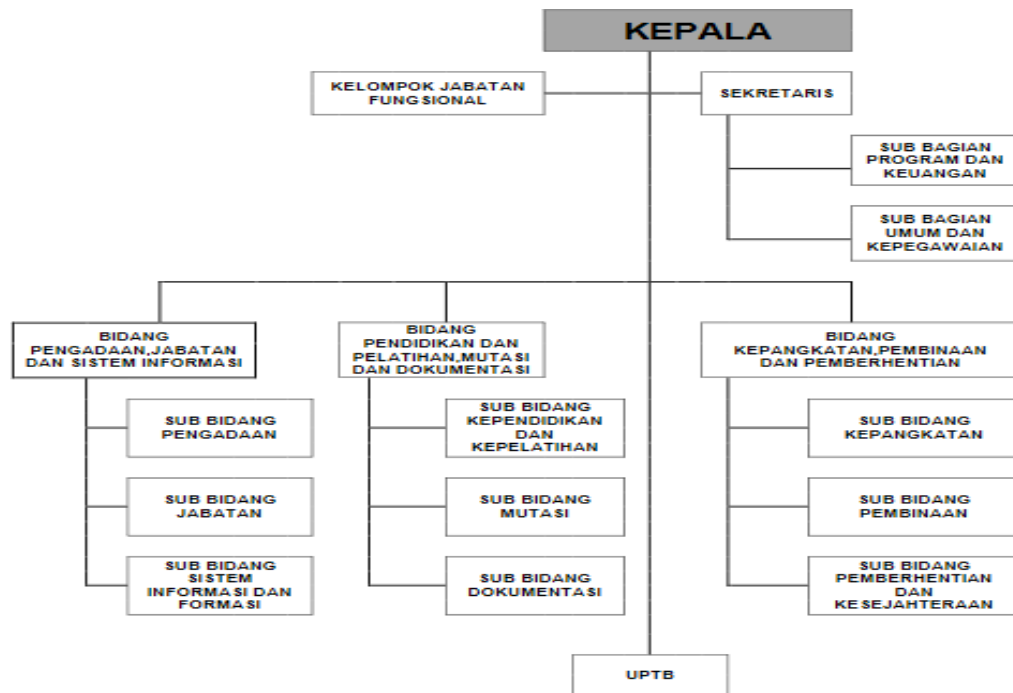 KEPALA
KELOMPOK JABATAN
FUNGSIONAL
SEKRETARIS
SUB BAGIAN
PROGRAM DAN
KEUANGAN
SUB BAGIAN
UMUM DAN
KEPEGAWAIAN
BIDANG
PENGADAAN,JABATAN
DAN SISTEM INFORMASI
BIDANG
PENDIDIKAN DAN
PELATIHAN,MUTASI
DAN DOKUMENTASI
BIDANG
KEPANGKATAN,PEMBINAAN
DAN PEMBERHENTIAN
SUB BIDANG
PENGADAAN
SUB BIDANG
KEPENDIDIKAN
DAN
KEPELATIHAN
SUB BIDANG
KEPANGKATAN
SUB BIDANG
JABATAN
SUB BIDANG
MUTASI
SUB BIDANG
PEMBINAAN
SUB BIDANG
SISTEM
INFORMASI DAN
FORMASI
SUB BIDANG
DOKUMENTASI
SUB BIDANG
PEMBERHENTIAN
DAN
KESEJAHTERAAN
UPTB